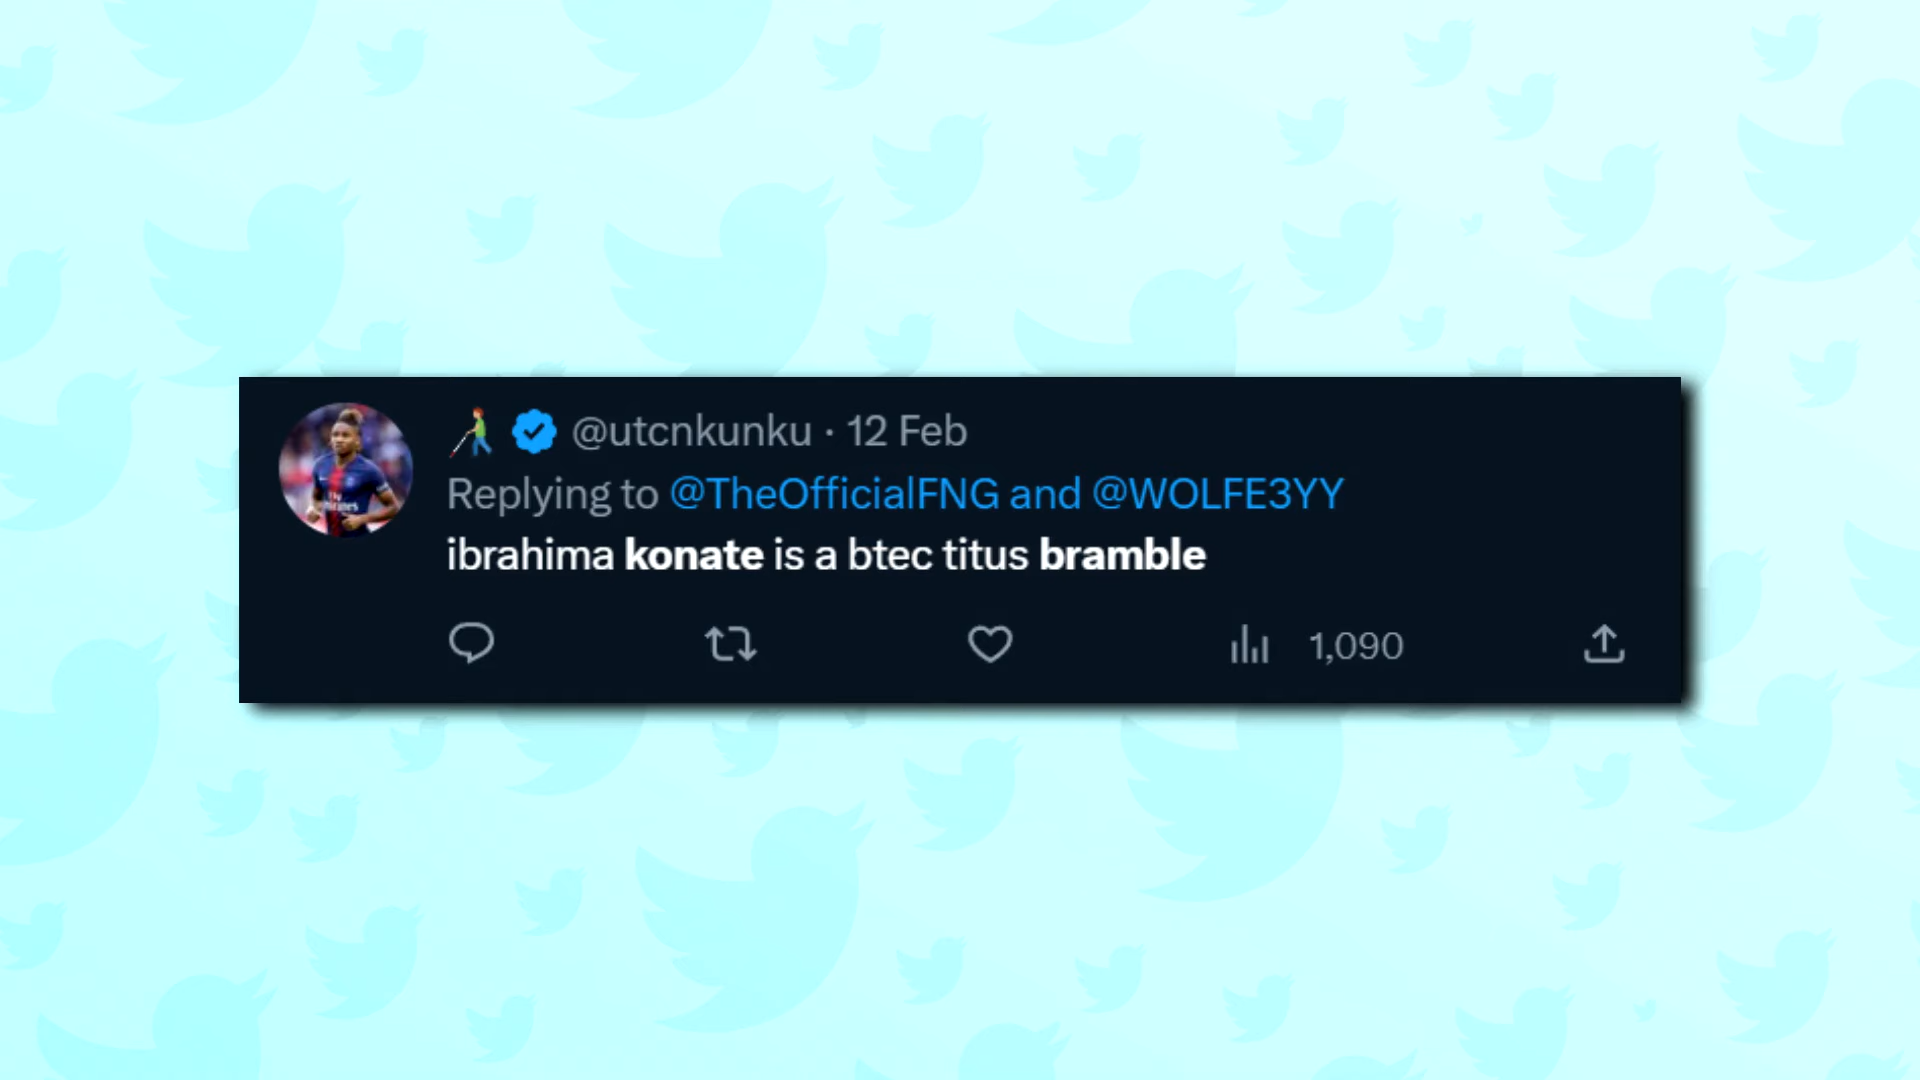 @utcnkunku · 12 Feb
Replying to @TheOfficialFNG and @WOLFE3YY
ibrahima konate is a btec titus bramble
1,090